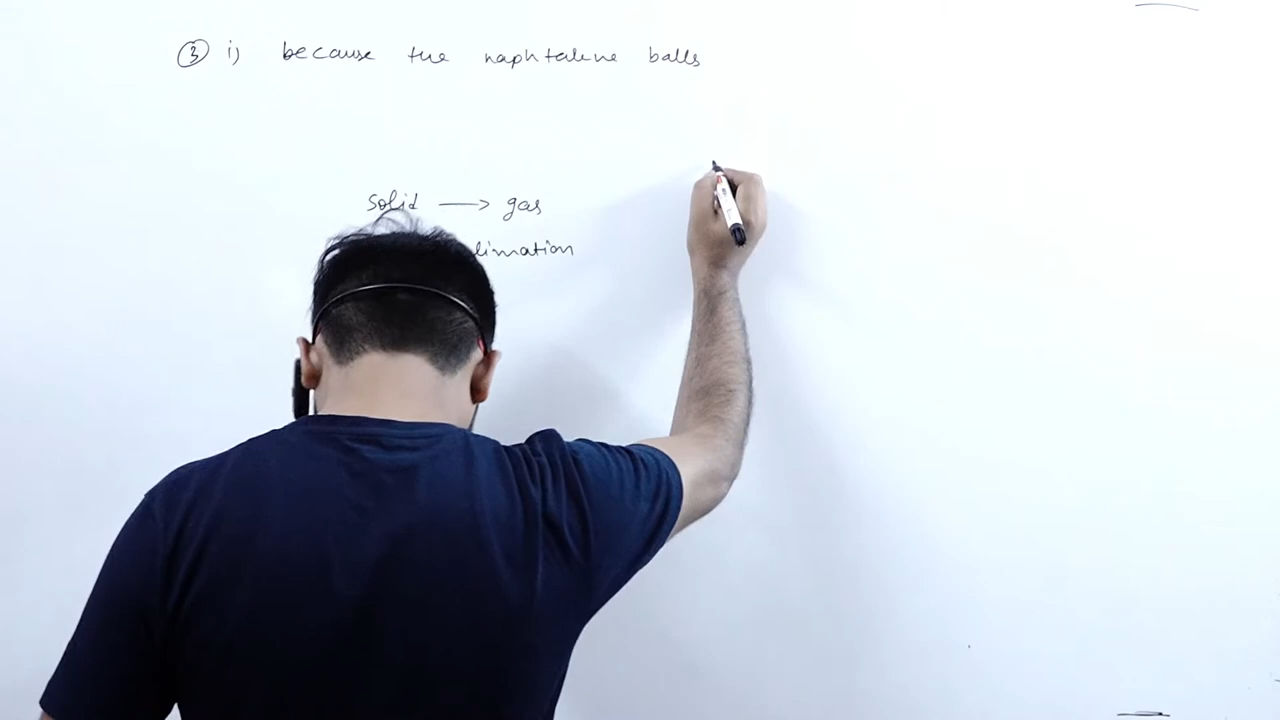 ③ i) because the naphtalene balls
solid ⟶ gas
limation